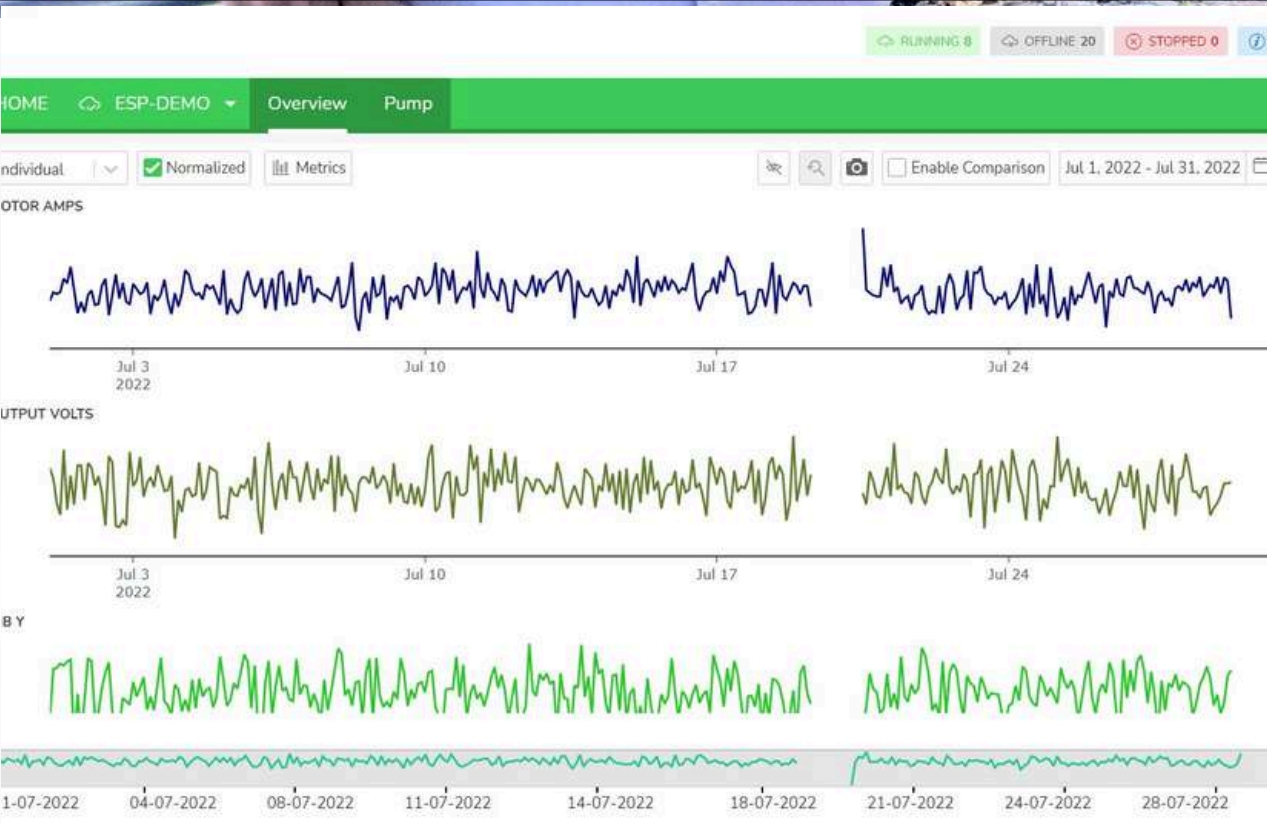 RUNNING 8 OFFLINE 20 STOPPED 0
HOME ESP-DEMO Overview Pump
ndividual Normalized Metrics Enable Comparison Jul 1, 2022 - Jul 31, 2022
OTOR AMPS
Jul 3 Jul 10 Jul 17 Jul 24
2022
UTPUT VOLTS
Jul 3 Jul 10 Jul 17 Jul 24
2022
B Y
1-07-2022 04-07-2022 08-07-2022 11-07-2022 14-07-2022 18-07-2022 21-07-2022 24-07-2022 28-07-2022